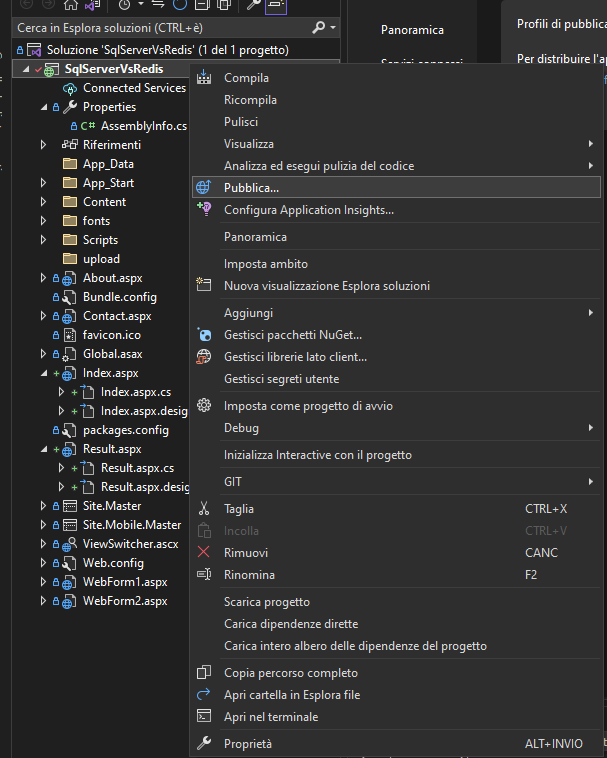 Cerca in Esplora soluzioni (CTRL+è)
Soluzione 'SqlServerVsRedis' (1 del 1 progetto)
SqlServerVsRedis
Connected Services
Properties
C# AssemblyInfo.cs
Riferimenti
App_Data
App_Start
Content
fonts
Scripts
upload
About.aspx
Bundle.config
Contact.aspx
favicon.ico
Global.asax
Index.aspx
Index.aspx.cs
Index.aspx.desig
packages.config
Result.aspx
Result.aspx.cs
Result.aspx.desig
Site.Master
Site.Mobile.Master
ViewSwitcher.ascx
Web.config
WebForm1.aspx
WebForm2.aspx
Compila
Ricompila
Pulisci
Visualizza
Analizza ed esegui pulizia del codice
Pubblica...
Configura Application Insights...
Panoramica
Imposta ambito
Nuova visualizzazione Esplora soluzioni
Aggiungi
Gestisci pacchetti NuGet...
Gestisci librerie lato client...
Gestisci segreti utente
Imposta come progetto di avvio
Debug
Inizializza Interactive con il progetto
GIT
Taglia CTRL+X
Incolla CTRL+V
Rimuovi CANC
Rinomina F2
Scarica progetto
Carica dipendenze dirette
Carica intero albero delle dipendenze del progetto
Copia percorso completo
Apri cartella in Esplora file
Apri nel terminale
Proprietà ALT+INVIO
Panoramica
Servizi connessi
Profili di pubblica
Per distribuire l'ap